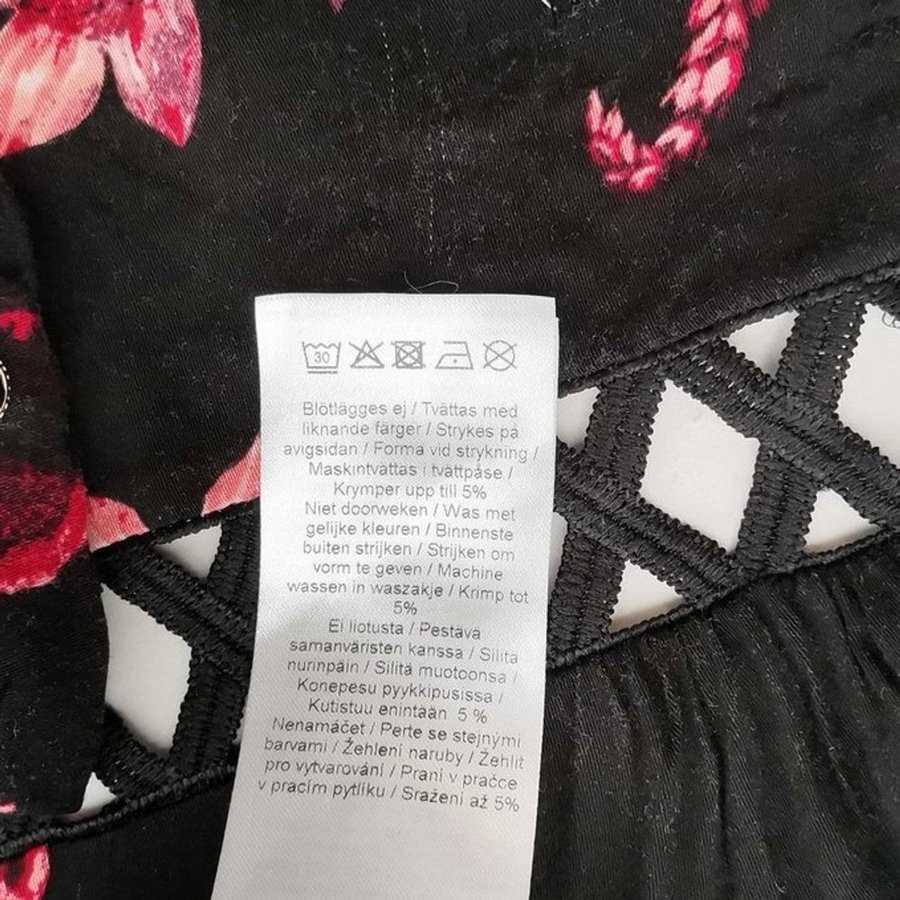 30
Blötlägges ej / Tvättas med
liknande färger / Strykes på
avigsidan / Forma vid strykning /
Maskintvättas i tvättpåse /
Krymper upp till 5%
Niet doorweken / Was met
gelijke kleuren / Binnenste
buiten strijken / Strijken om
vorm te geven / Machine
wassen in waszakje / Krimp tot
5%
Ei liotusta / Pestävä
samanväristen kanssa / Silitä
nurinpäin / Silitä muotoonsa /
Konepesu pyykkipusissa /
Kutistuu enintään 5 %
Nenamáčet / Perte se stejnými
barvami / Žehlení naruby / Žehlit
pro vytvarování / Praní v pračce
v pracím pytlíku / Sražení až 5%